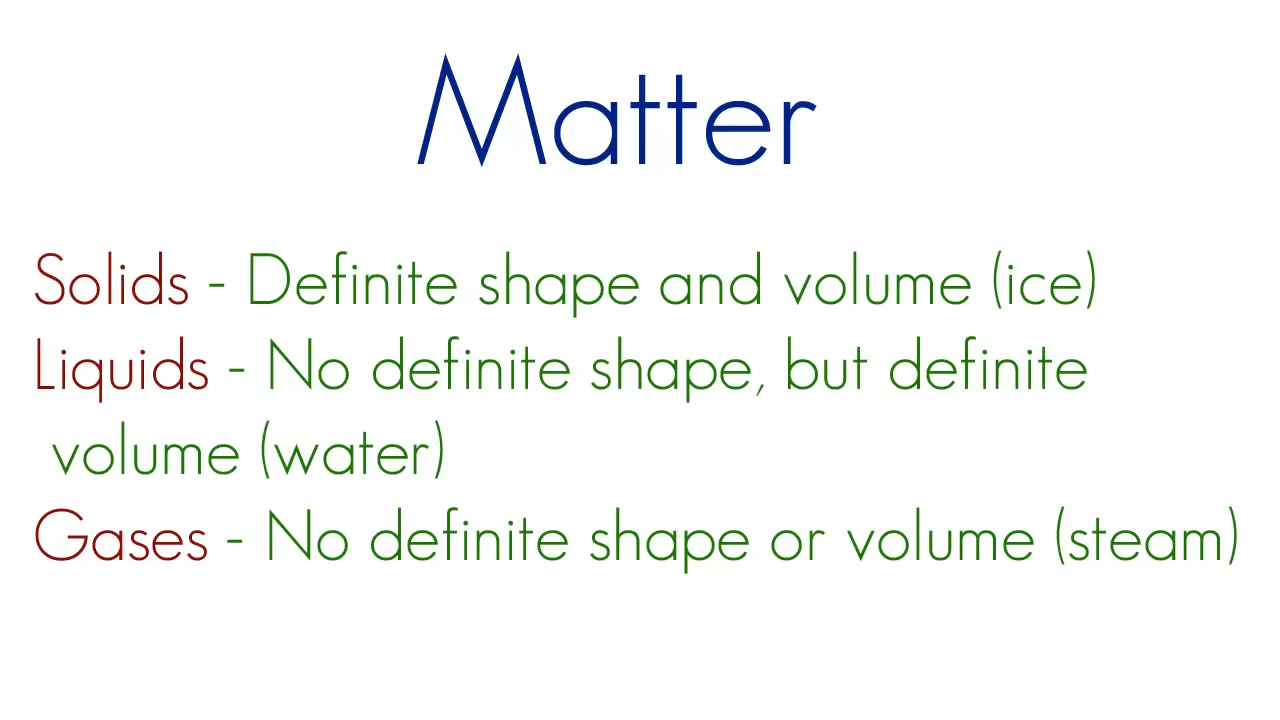 Matter
Solids - Definite shape and volume (ice)
Liquids - No definite shape, but definite
volume (water)
Gases - No definite shape or volume (steam)